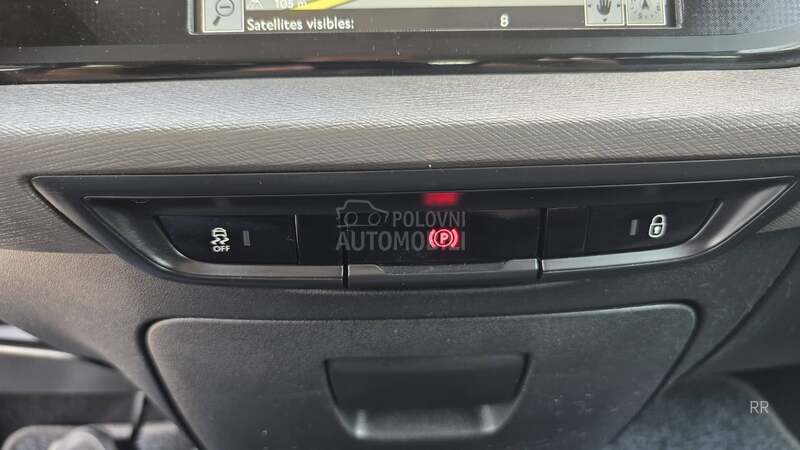 105 m
Satellites visibles: 8
OFF
POLOVNI
AUTOMOBILI
P
RR